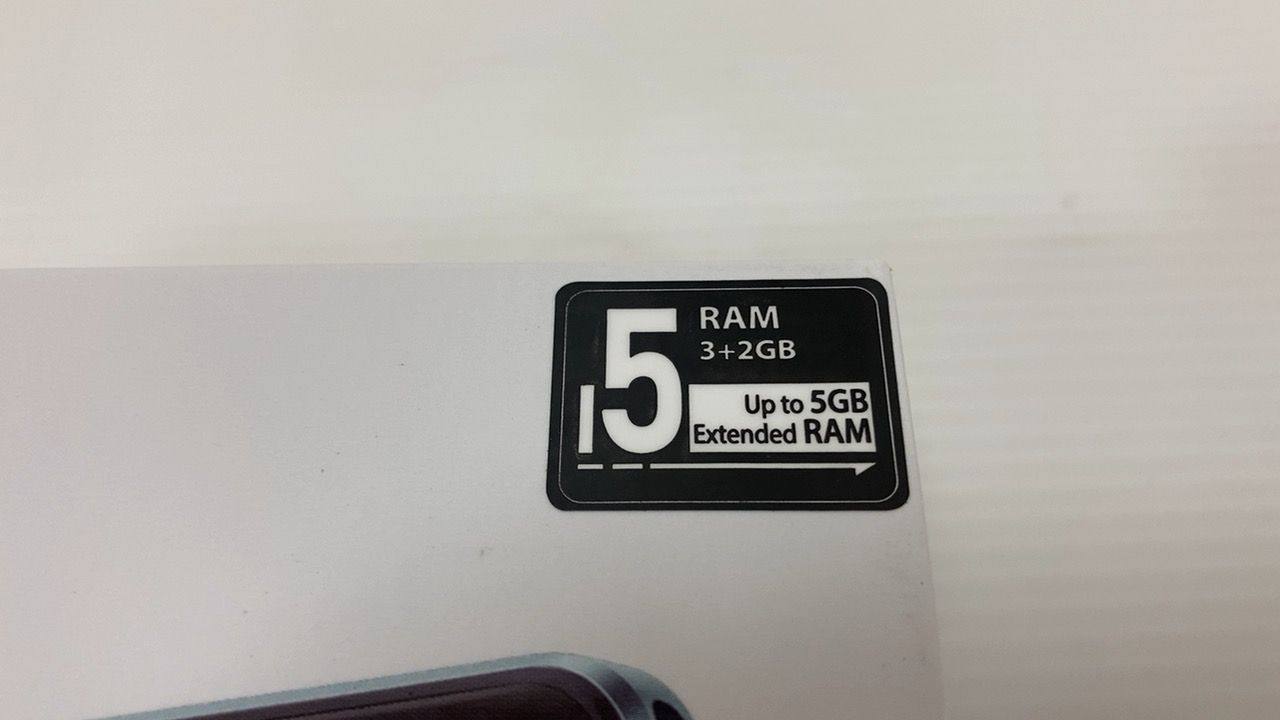 5
RAM
3+2GB
Up to 5GB
Extended RAM